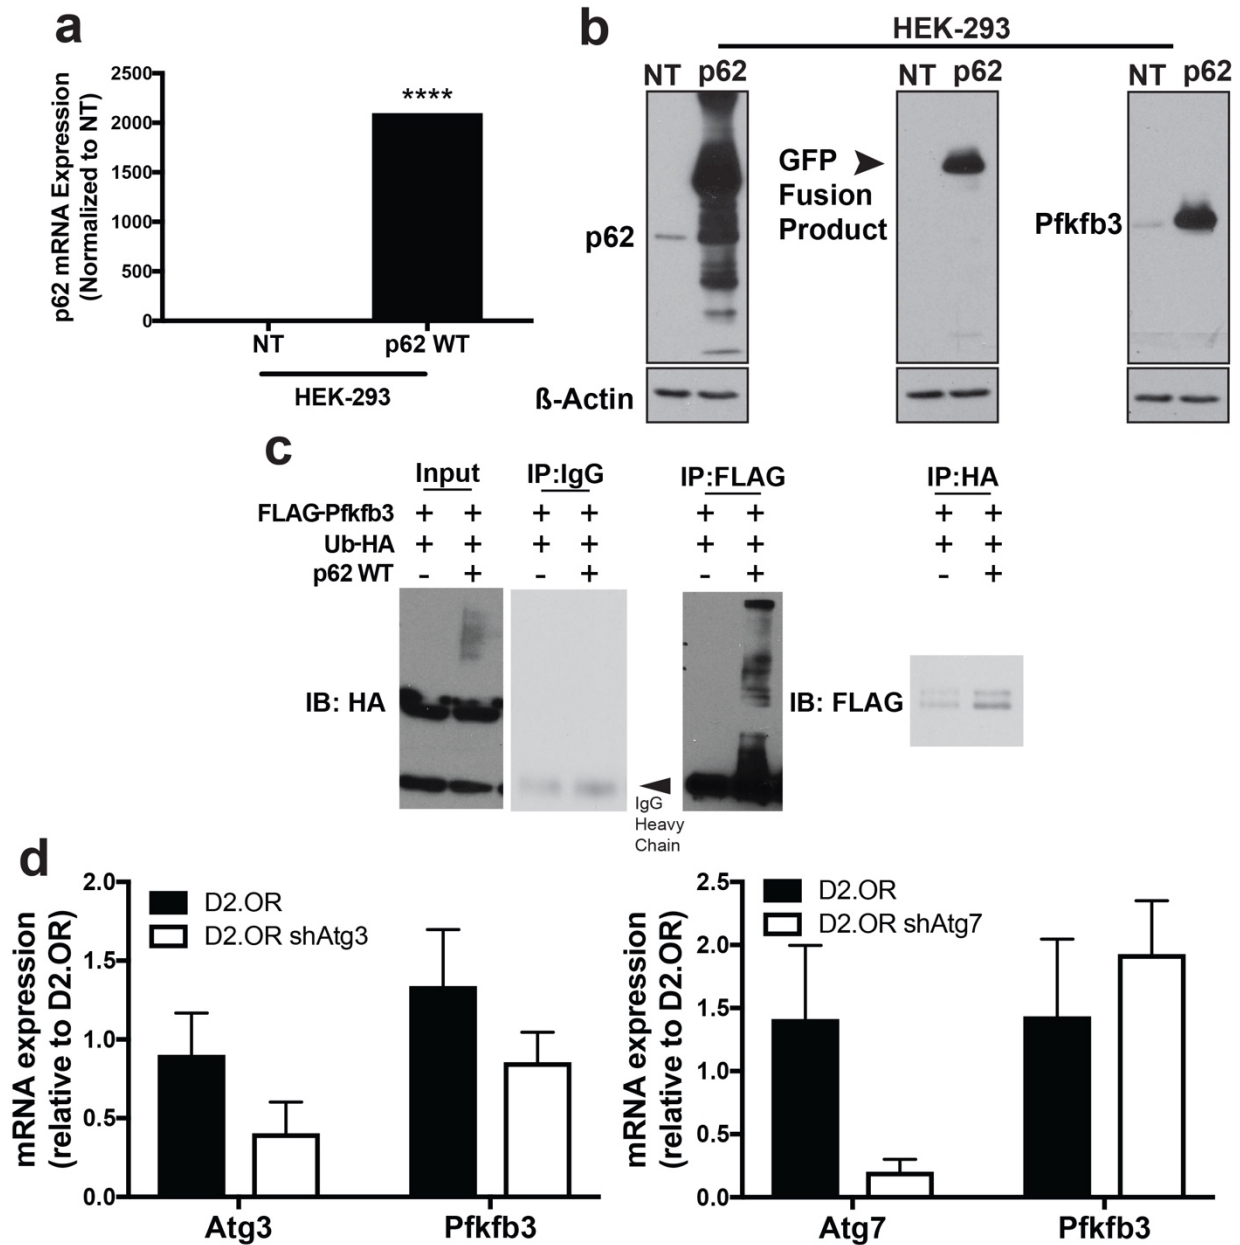 a
p62 mRNA Expression
(Normalized to NT)
2500
2000
1500
1000
500
0
****
NT
p62 WT
HEK-293
b
HEK-293
NT p62
NT p62
NT p62
p62
GFP
Fusion
Product
Pfkfb3
ß-Actin
c
Input
IP:IgG
IP:FLAG
IP:HA
FLAG-Pfkfb3 + + + + + + + +
Ub-HA + + + + + + + +
p62 WT - + - + - + - +
IB: HA
IB: FLAG
IgG
Heavy
Chain
d
mRNA expression
(relative to D2.OR)
2.0
1.5
1.0
0.5
0.0
D2.OR
D2.OR shAtg3
Atg3
Pfkfb3
mRNA expression
(relative to D2.OR)
2.5
2.0
1.5
1.0
0.5
0.0
D2.OR
D2.OR shAtg7
Atg7
Pfkfb3